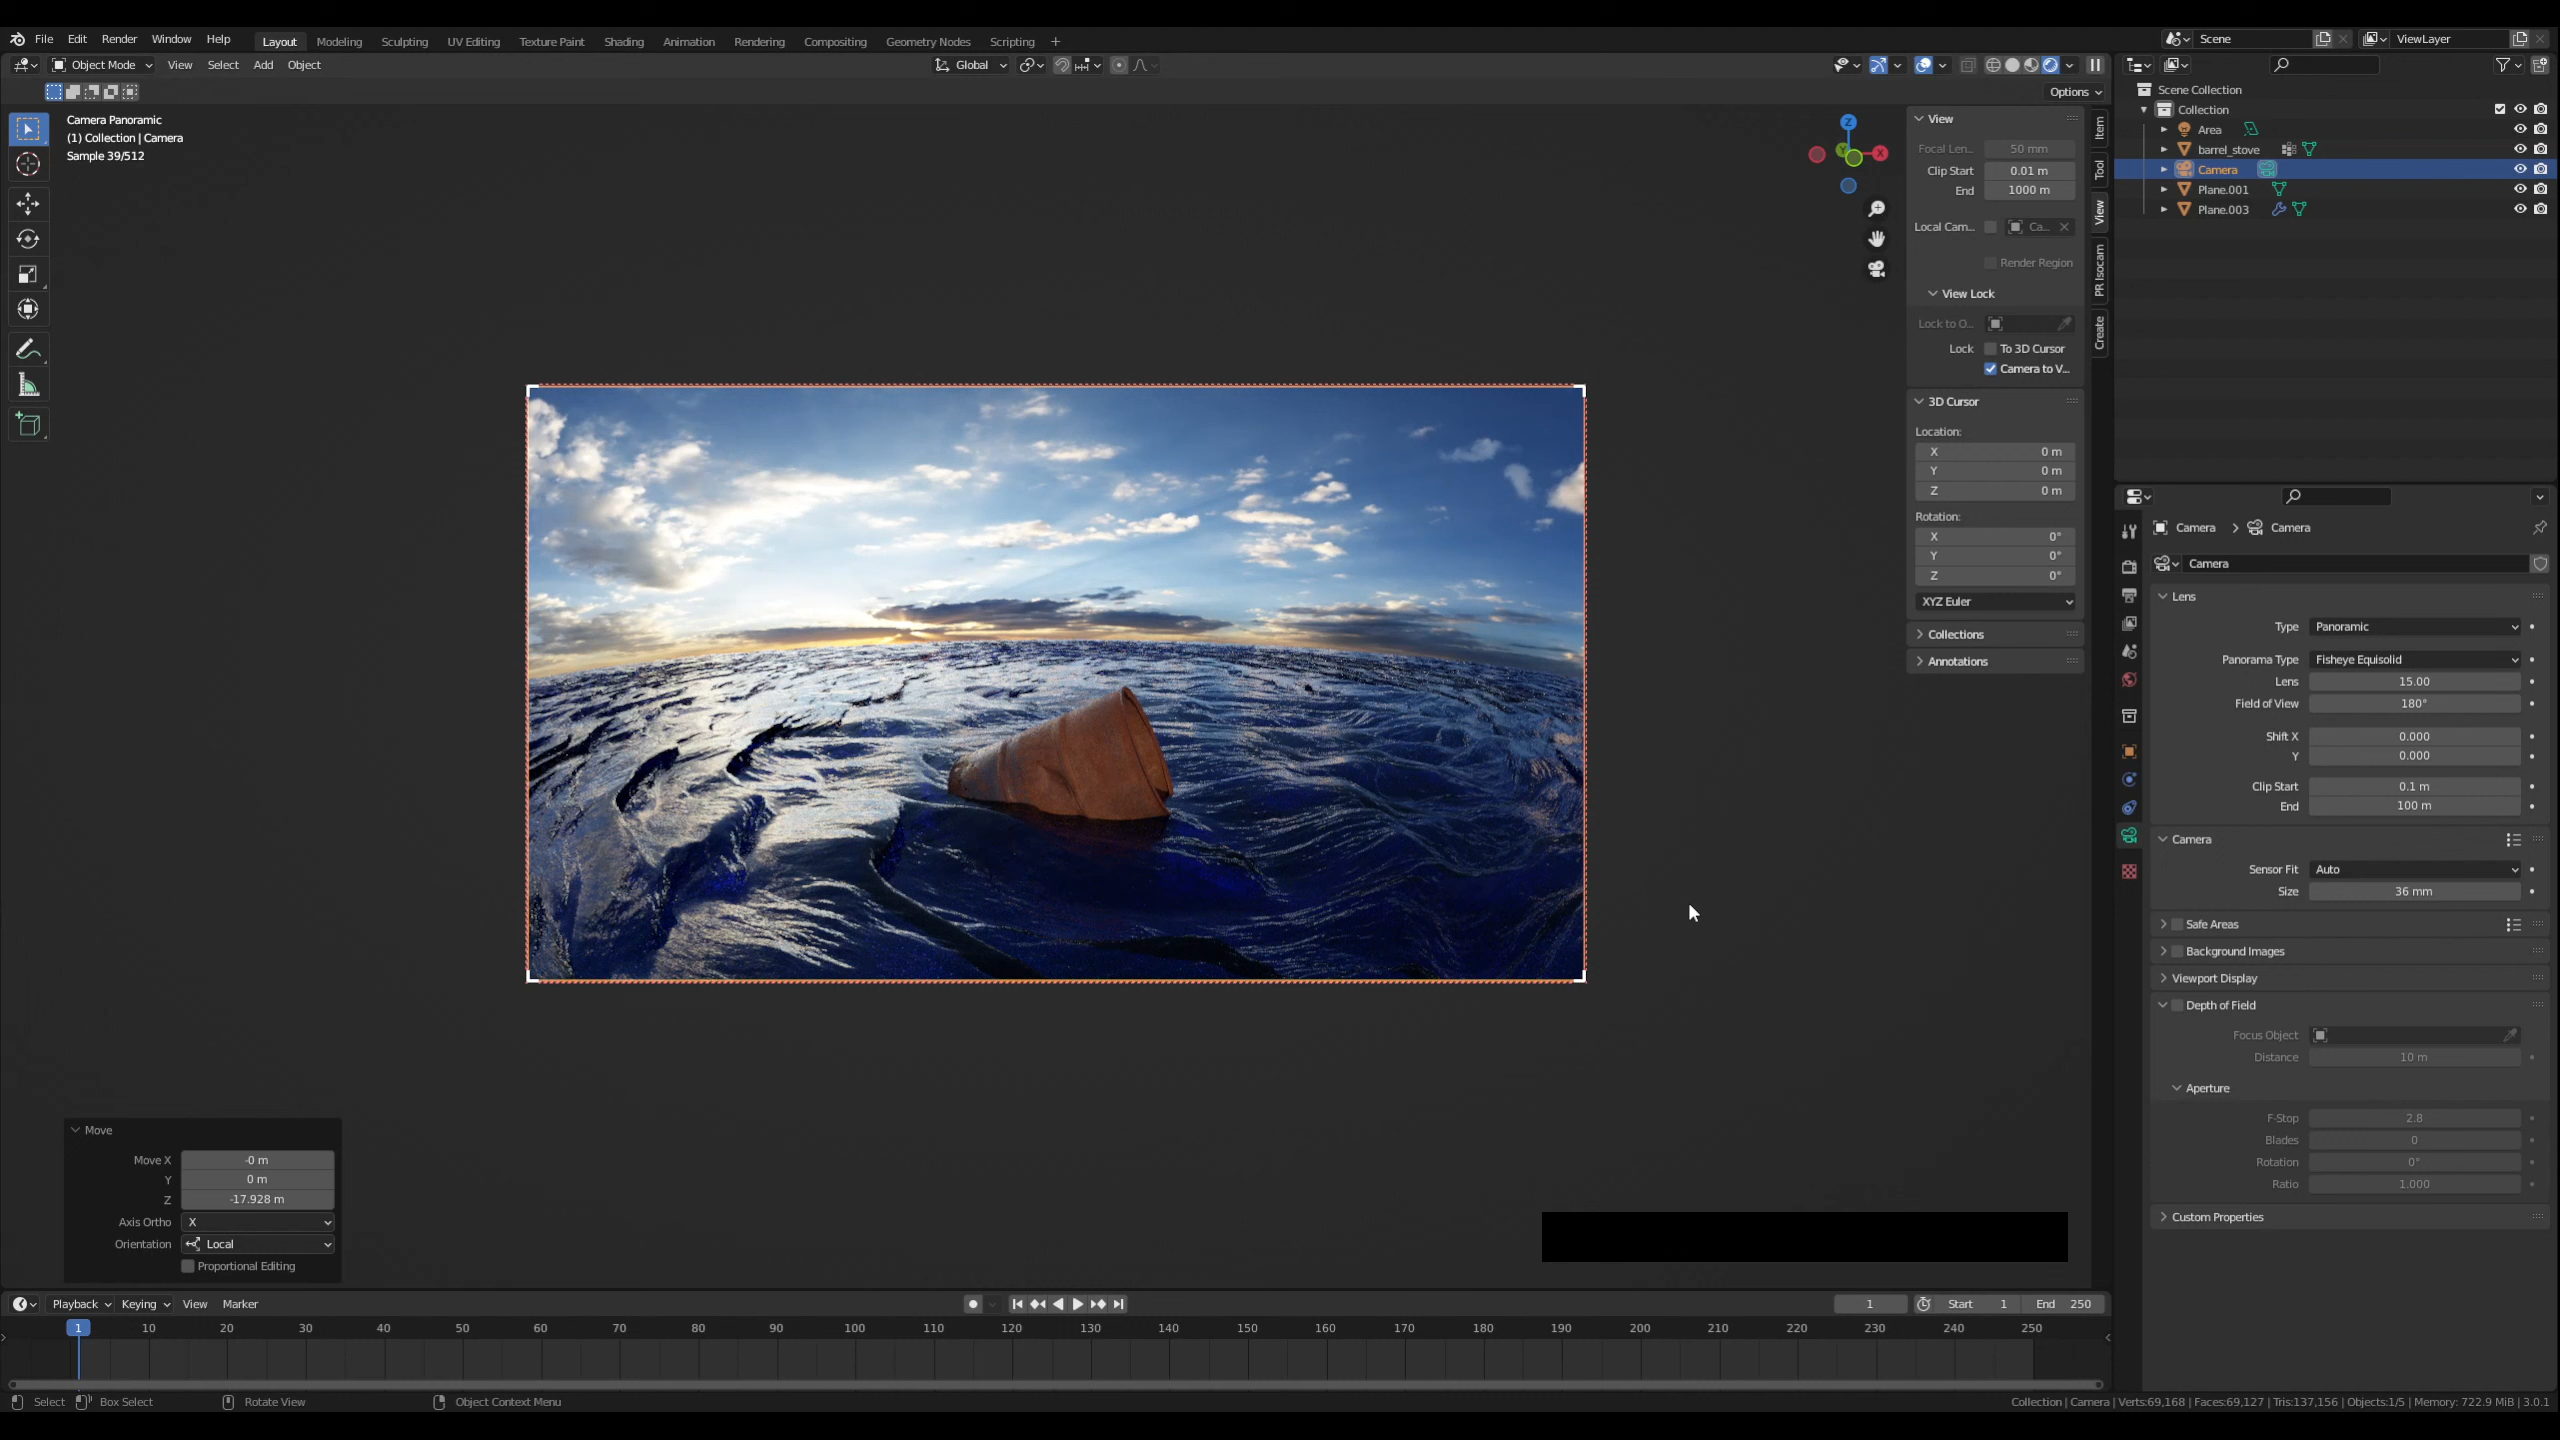 File Edit Render Window Help
Layout Modeling Sculpting UV Editing Texture Paint Shading Animation Rendering Compositing Geometry Nodes Scripting +
Scene
ViewLayer
Object Mode View Select Add Object
Global
Options
Camera Panoramic
(1) Collection | Camera
Sample 39/512
Z
Y
X
View
Focal Len... 50 mm
Clip Start 0.01 m
End 1000 m
Local Cam... Ca...
Render Region
View Lock
Lock to O...
Lock To 3D Cursor
Camera to V...
3D Cursor
Location:
X 0 m
Y 0 m
Z 0 m
Rotation:
X 0°
Y 0°
Z 0°
XYZ Euler
Collections
Annotations
Item
Tool
View
PR Isocam
Create
Scene Collection
Collection
Area
barrel_stove
Camera
Plane.001
Plane.003
Camera > Camera
Camera
Lens
Type Panoramic
Panorama Type Fisheye Equisolid
Lens 15.00
Field of View 180°
Shift X 0.000
Y 0.000
Clip Start 0.1 m
End 100 m
Camera
Sensor Fit Auto
Size 36 mm
Safe Areas
Background Images
Viewport Display
Depth of Field
Focus Object
Distance 10 m
Aperture
F-Stop 2.8
Blades 0
Rotation 0°
Ratio 1.000
Custom Properties
Move
Move X -0 m
Y 0 m
Z -17.928 m
Axis Ortho X
Orientation Local
Proportional Editing
Playback Keying View Marker
1
Start 1
End 250
1 10 20 30 40 50 60 70 80 90 100 110 120 130 140 150 160 170 180 190 200 210 220 230 240 250
Select Box Select Rotate View Object Context Menu
Collection | Camera | Verts:69,168 | Faces:69,127 | Tris:137,156 | Objects:1/5 | Memory: 722.9 MiB | 3.0.1